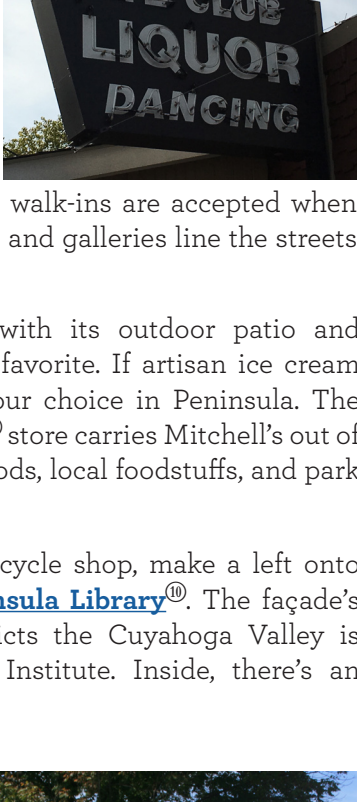 CLUB
LIQUOR
DANCING
walk-ins are accepted when
and galleries line the streets
with its outdoor patio and
favorite. If artisan ice cream
our choice in Peninsula. The
store carries Mitchell’s out of
ods, local foodstuffs, and park
cycle shop, make a left onto
nsula Library⑩. The façade’s
icts the Cuyahoga Valley is
Institute. Inside, there’s an